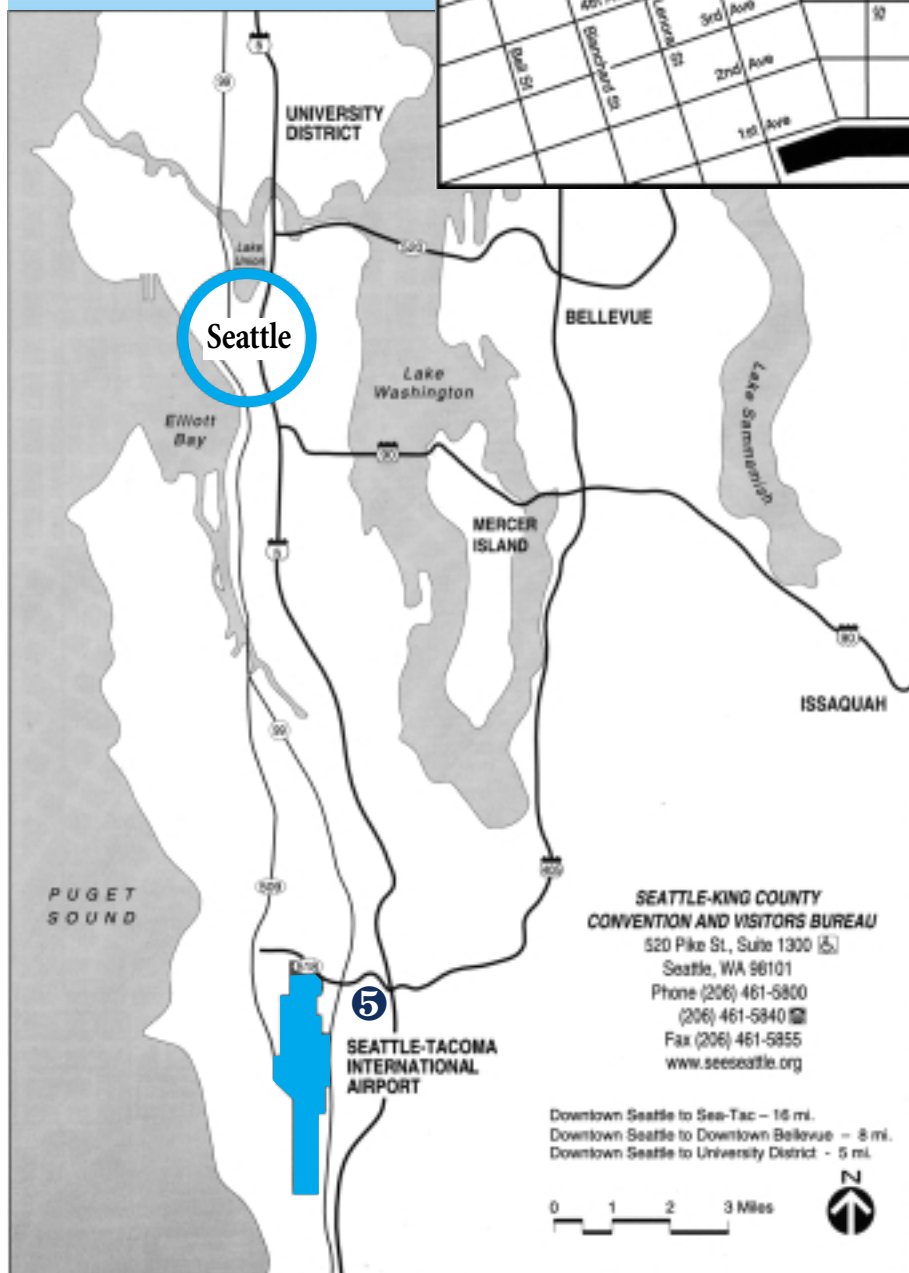 4th
3rd Ave
2nd Ave
1st Ave
Bell St
Blanchard St
Lenora St
5
99
UNIVERSITY
DISTRICT
Lake
Union
520
Seattle
BELLEVUE
Lake
Washington
Lake Sammamish
Elliott
Bay
90
MERCER
ISLAND
5
90
ISSAQUAH
99
PUGET
SOUND
509
405
518
5
SEATTLE-TACOMA
INTERNATIONAL
AIRPORT
SEATTLE-KING COUNTY
CONVENTION AND VISITORS BUREAU
520 Pike St., Suite 1300
Seattle, WA 98101
Phone (206) 461-5800
(206) 461-5840
Fax (206) 461-5855
www.seeseattle.org
Downtown Seattle to Sea-Tac – 16 mi.
Downtown Seattle to Downtown Bellevue – 8 mi.
Downtown Seattle to University District - 5 mi.
0 1 2 3 Miles
N